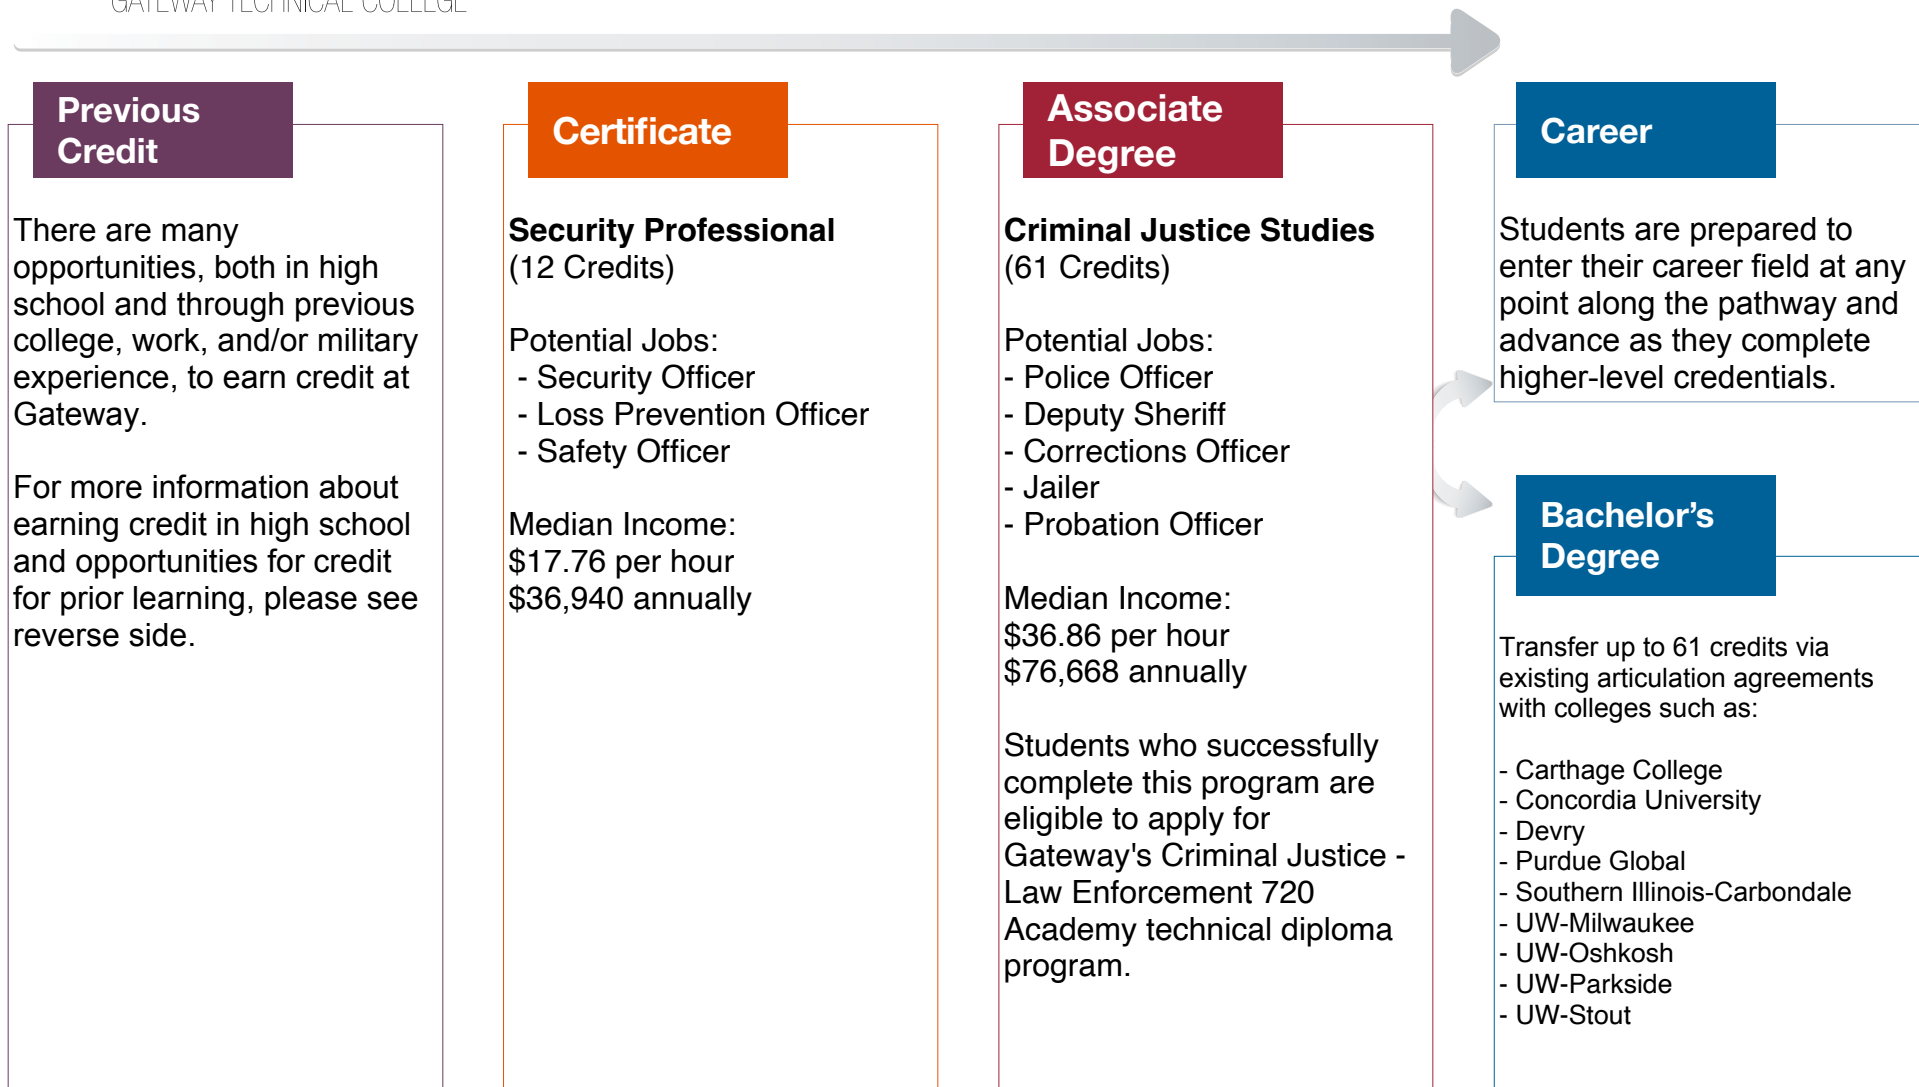 GATEWAY TECHNICAL COLLEGE
Previous
Credit
There are many
opportunities, both in high
school and through previous
college, work, and/or military
experience, to earn credit at
Gateway.
For more information about
earning credit in high school
and opportunities for credit
for prior learning, please see
reverse side.
Certificate
Security Professional
(12 Credits)
Potential Jobs:
- Security Officer
- Loss Prevention Officer
- Safety Officer
Median Income:
$17.76 per hour
$36,940 annually
Associate
Degree
Criminal Justice Studies
(61 Credits)
Potential Jobs:
- Police Officer
- Deputy Sheriff
- Corrections Officer
- Jailer
- Probation Officer
Median Income:
$36.86 per hour
$76,668 annually
Students who successfully
complete this program are
eligible to apply for
Gateway's Criminal Justice -
Law Enforcement 720
Academy technical diploma
program.
Career
Students are prepared to
enter their career field at any
point along the pathway and
advance as they complete
higher-level credentials.
Bachelor's
Degree
Transfer up to 61 credits via
existing articulation agreements
with colleges such as:
- Carthage College
- Concordia University
- Devry
- Purdue Global
- Southern Illinois-Carbondale
- UW-Milwaukee
- UW-Oshkosh
- UW-Parkside
- UW-Stout